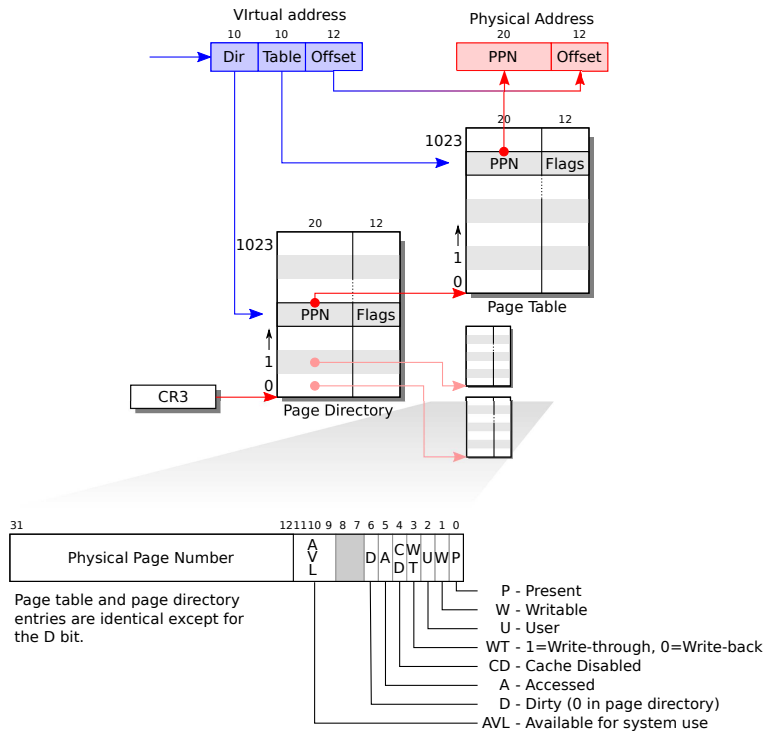 VIrtual address
Physical Address
10 10 12
20 12
Dir Table Offset
PPN Offset
20 12
1023
PPN Flags
1
0
Page Table
20 12
1023
PPN Flags
1
0
CR3
Page Directory
31 12 11 10 9 8 7 6 5 4 3 2 1 0
Physical Page Number AVL D A CD WT U W P
Page table and page directory
entries are identical except for
the D bit.
P - Present
W - Writable
U - User
WT - 1=Write-through, 0=Write-back
CD - Cache Disabled
A - Accessed
D - Dirty (0 in page directory)
AVL - Available for system use